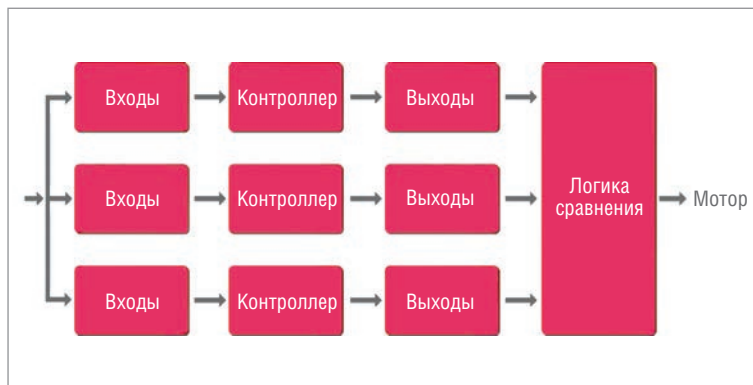 Входы Контроллер Выходы
Входы Контроллер Выходы
Логика
сравнения
Мотор
Входы Контроллер Выходы